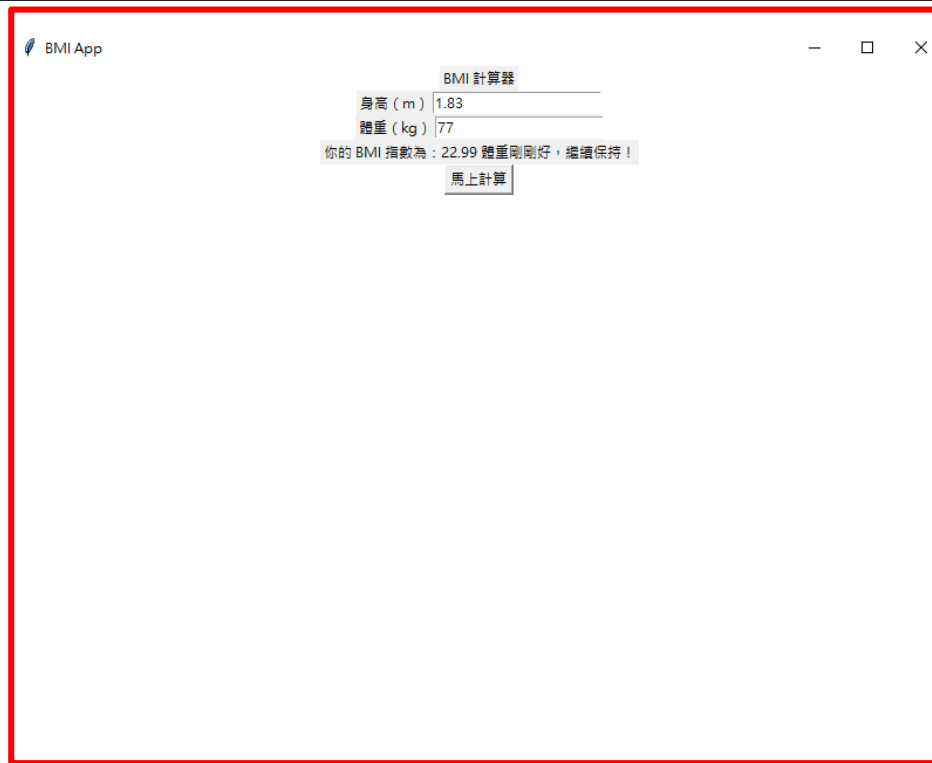 BMI App
BMI 計算器
身高（m） 1.83
體重（kg） 77
你的 BMI 指數為：22.99 體重剛剛好，繼續保持！
馬上計算